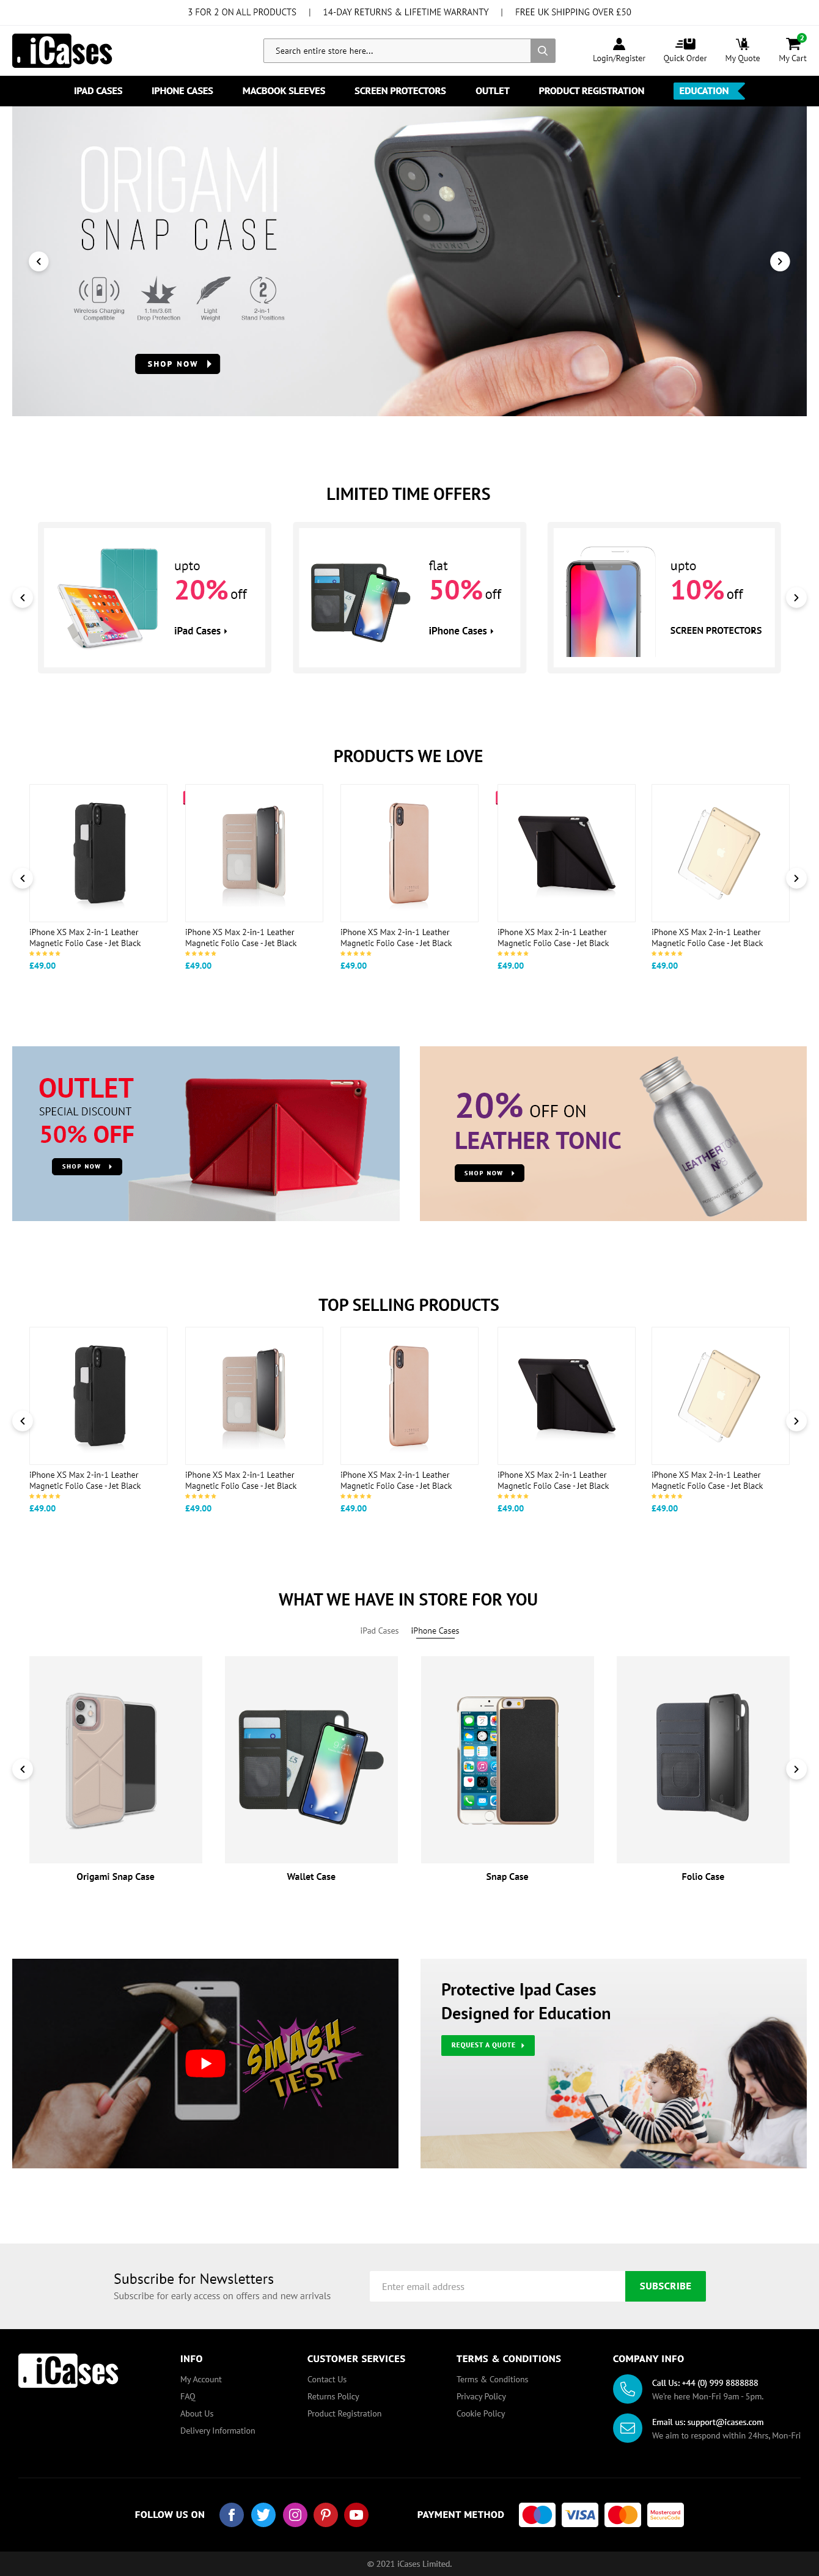 3 FOR 2 ON ALL PRODUCTS | 14-DAY RETURNS & LIFETIME WARRANTY | FREE UK SHIPPING OVER £50
.iCases
Search entire store here...
Login/Register
Quick Order
My Quote
2
My Cart
IPAD CASES IPHONE CASES MACBOOK SLEEVES SCREEN PROTECTORS OUTLET PRODUCT REGISTRATION EDUCATION
ORIGAMI
SNAP CASE
Wireless Charging
Compatible
1.1m/3.6ft
Drop Protection
Light
Weight
2
2-in-1
Stand Positions
SHOP NOW
LIMITED TIME OFFERS
upto
20% off
iPad Cases
flat
50% off
iPhone Cases
upto
10% off
SCREEN PROTECTORS
PRODUCTS WE LOVE
iPhone XS Max 2-in-1 Leather
Magnetic Folio Case - Jet Black
£49.00
iPhone XS Max 2-in-1 Leather
Magnetic Folio Case - Jet Black
£49.00
iPhone XS Max 2-in-1 Leather
Magnetic Folio Case - Jet Black
£49.00
iPhone XS Max 2-in-1 Leather
Magnetic Folio Case - Jet Black
£49.00
iPhone XS Max 2-in-1 Leather
Magnetic Folio Case - Jet Black
£49.00
OUTLET
SPECIAL DISCOUNT
50% OFF
SHOP NOW
20% OFF ON
LEATHER TONIC
SHOP NOW
TOP SELLING PRODUCTS
iPhone XS Max 2-in-1 Leather
Magnetic Folio Case - Jet Black
£49.00
iPhone XS Max 2-in-1 Leather
Magnetic Folio Case - Jet Black
£49.00
iPhone XS Max 2-in-1 Leather
Magnetic Folio Case - Jet Black
£49.00
iPhone XS Max 2-in-1 Leather
Magnetic Folio Case - Jet Black
£49.00
iPhone XS Max 2-in-1 Leather
Magnetic Folio Case - Jet Black
£49.00
WHAT WE HAVE IN STORE FOR YOU
iPad Cases iPhone Cases
Origami Snap Case
Wallet Case
Snap Case
Folio Case
SMASH
TEST
Protective Ipad Cases
Designed for Education
REQUEST A QUOTE
Subscribe for Newsletters
Subscribe for early access on offers and new arrivals
Enter email address
SUBSCRIBE
.iCases
INFO
My Account
FAQ
About Us
Delivery Information
CUSTOMER SERVICES
Contact Us
Returns Policy
Product Registration
TERMS & CONDITIONS
Terms & Conditions
Privacy Policy
Cookie Policy
COMPANY INFO
Call Us: +44 (0) 999 8888888
We're here Mon-Fri 9am - 5pm.
Email us: support@icases.com
We aim to respond within 24hrs, Mon-Fri
FOLLOW US ON
PAYMENT METHOD
VISA
Mastercard
SecureCode
© 2021 iCases Limited.